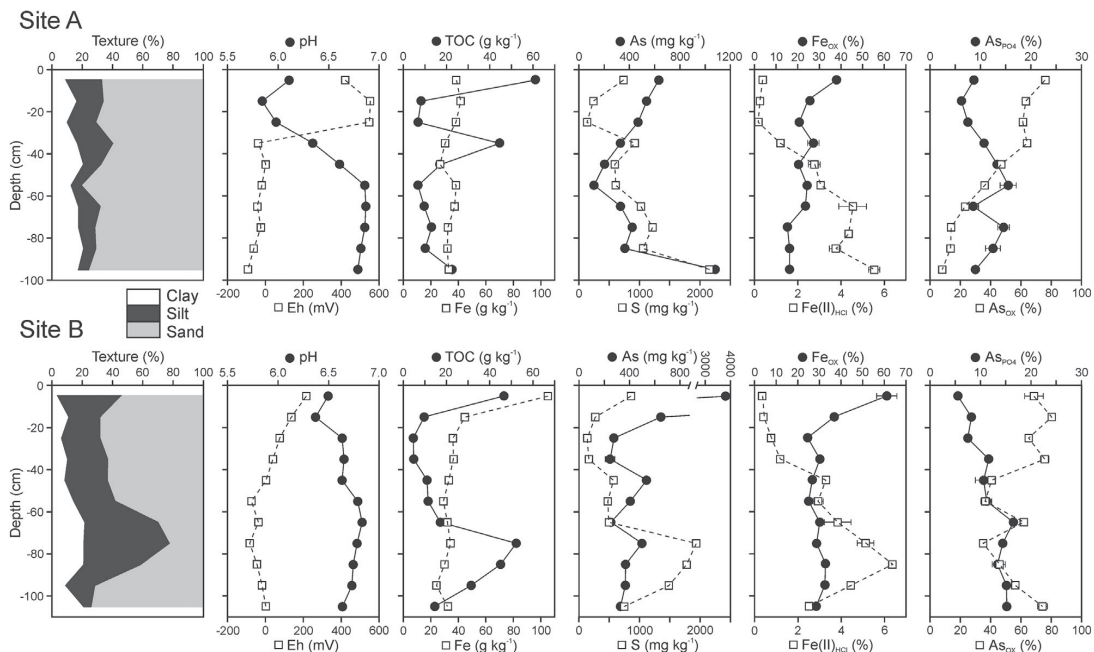 Site A
Texture (%)
0 20 40 60 80 100
pH
5.5 6.0 6.5 7.0
TOC (g kg⁻¹)
0 20 40 60
As (mg kg⁻¹)
0 400 800 1200
Fe_OX (%)
0 10 20 30 40 50 60 70
As_PO4 (%)
0 10 20 30
Depth (cm)
0
-20
-40
-60
-80
-100
-200 0 200 400 600
Eh (mV)
0 20 40 60 80 100
Fe (g kg⁻¹)
0 1000 2000
S (mg kg⁻¹)
0 2 4 6
Fe(II)_HCl (%)
0 20 40 60 80 100
As_OX (%)
Clay
Silt
Sand
Site B
Texture (%)
0 20 40 60 80 100
pH
5.5 6.0 6.5 7.0
TOC (g kg⁻¹)
0 20 40 60
As (mg kg⁻¹)
0 400 800 3000 4000
Fe_OX (%)
0 10 20 30 40 50 60 70
As_PO4 (%)
0 10 20 30
Depth (cm)
0
-20
-40
-60
-80
-100
-200 0 200 400 600
Eh (mV)
0 20 40 60 80 100
Fe (g kg⁻¹)
0 1000 2000
S (mg kg⁻¹)
0 2 4 6
Fe(II)_HCl (%)
0 20 40 60 80 100
As_OX (%)